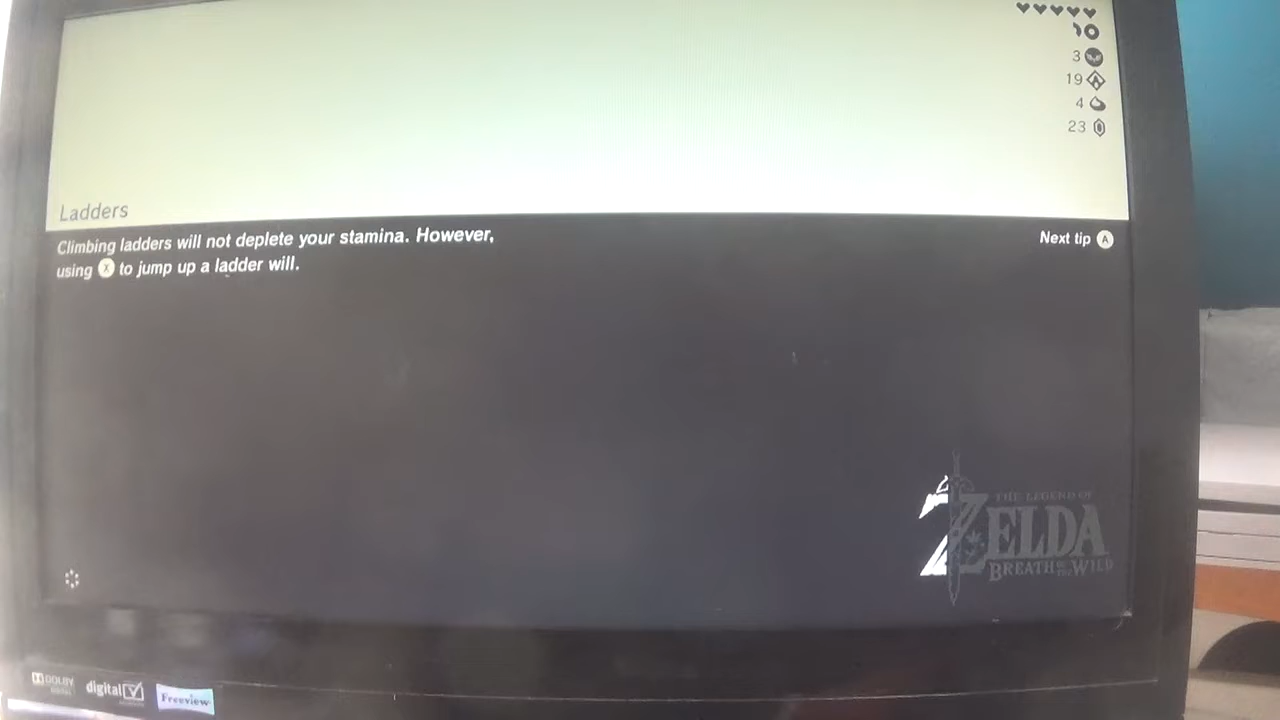 3
19
4
23
Ladders
Climbing ladders will not deplete your stamina. However,
using X to jump up a ladder will.
Next tip A
THE LEGEND OF
ZELDA
BREATH OF THE WILD
DOLBY
DIGITAL
digital
Freeview